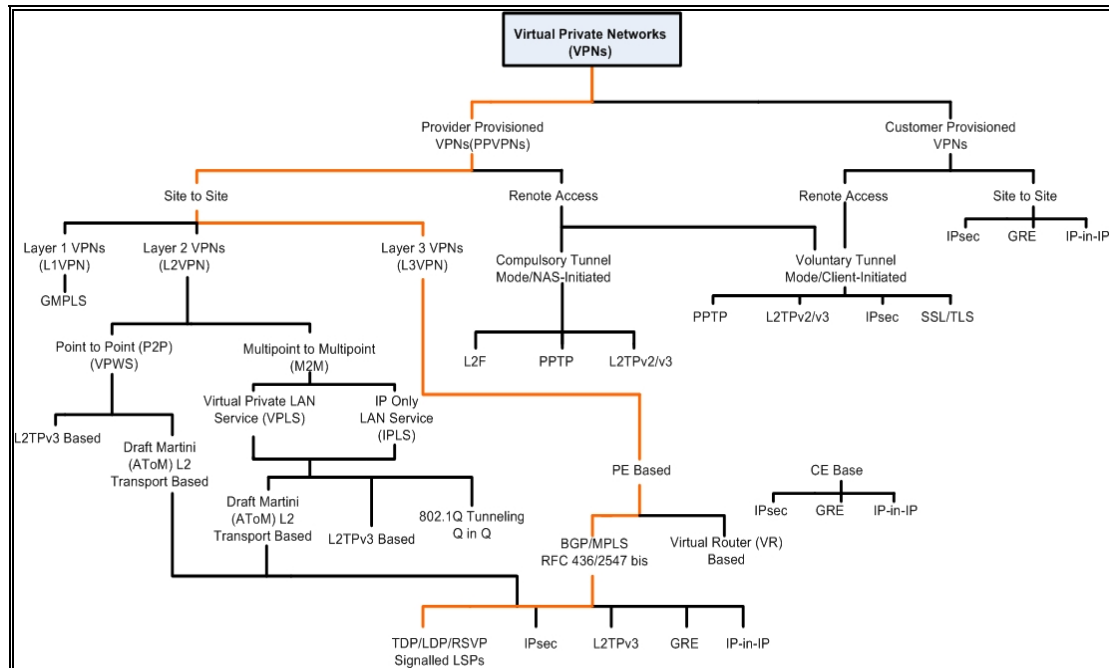 Virtual Private Networks
(VPNs)
Provider Provisioned
VPNs(PPVPNs)
Customer Provisioned
VPNs
Site to Site
Renote Access
Renote Access
Site to Site
IPsec
GRE
IP-in-IP
Layer 1 VPNs
(L1VPN)
Layer 2 VPNs
(L2VPN)
Layer 3 VPNs
(L3VPN)
Compulsory Tunnel
Mode/NAS-Initiated
Voluntary Tunnel
Mode/Client-Initiated
GMPLS
PPTP
L2TPv2/v3
IPsec
SSL/TLS
Point to Point (P2P)
(VPWS)
Multipoint to Multipoint
(M2M)
L2F
PPTP
L2TPv2/v3
Virtual Private LAN
Service (VPLS)
IP Only
LAN Service
(IPLS)
L2TPv3 Based
Draft Martini
(AToM) L2
Transport Based
PE Based
CE Base
IPsec
GRE
IP-in-IP
Draft Martini
(AToM) L2
Transport Based
L2TPv3 Based
802.1Q Tunneling
Q in Q
BGP/MPLS
RFC 436/2547 bis
Virtual Router (VR)
Based
TDP/LDP/RSVP
Signalled LSPs
IPsec
L2TPv3
GRE
IP-in-IP